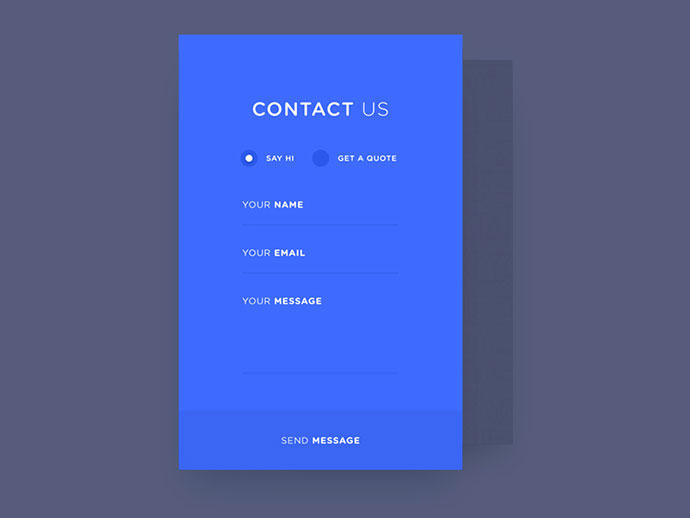 CONTACT US
SAY HI GET A QUOTE
YOUR NAME
YOUR EMAIL
YOUR MESSAGE
SEND MESSAGE